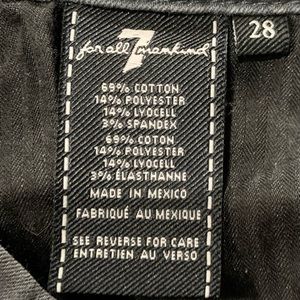 7
for all mankind
28
69% COTTON
14% POLYESTER
14% LYOCELL
3% SPANDEX
69% COTON
14% POLYESTER
14% LYOCELL
3% ELASTHANNE
MADE IN MEXICO
FABRIQUÉ AU MEXIQUE
SEE REVERSE FOR CARE
ENTRETIEN AU VERSO